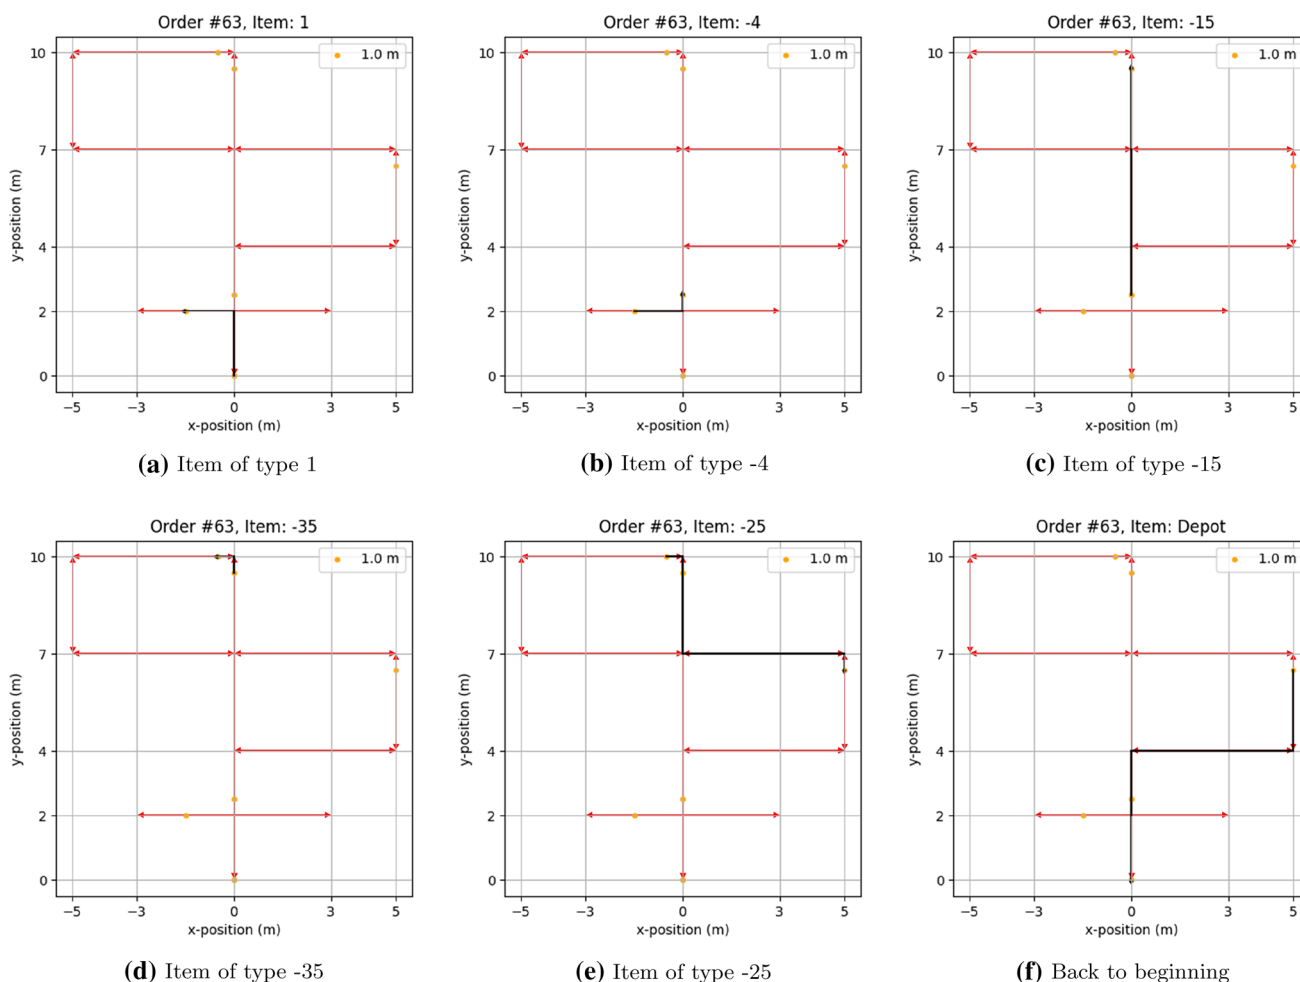 Order #63, Item: 1
1.0 m
10
7
4
2
0
y-position (m)
−5 −3 0 3 5
x-position (m)
(a) Item of type 1
Order #63, Item: -4
1.0 m
10
7
4
2
0
y-position (m)
−5 −3 0 3 5
x-position (m)
(b) Item of type -4
Order #63, Item: -15
1.0 m
10
7
4
2
0
y-position (m)
−5 −3 0 3 5
x-position (m)
(c) Item of type -15
Order #63, Item: -35
1.0 m
10
7
4
2
0
y-position (m)
−5 −3 0 3 5
x-position (m)
(d) Item of type -35
Order #63, Item: -25
1.0 m
10
7
4
2
0
y-position (m)
−5 −3 0 3 5
x-position (m)
(e) Item of type -25
Order #63, Item: Depot
1.0 m
10
7
4
2
0
y-position (m)
−5 −3 0 3 5
x-position (m)
(f) Back to beginning